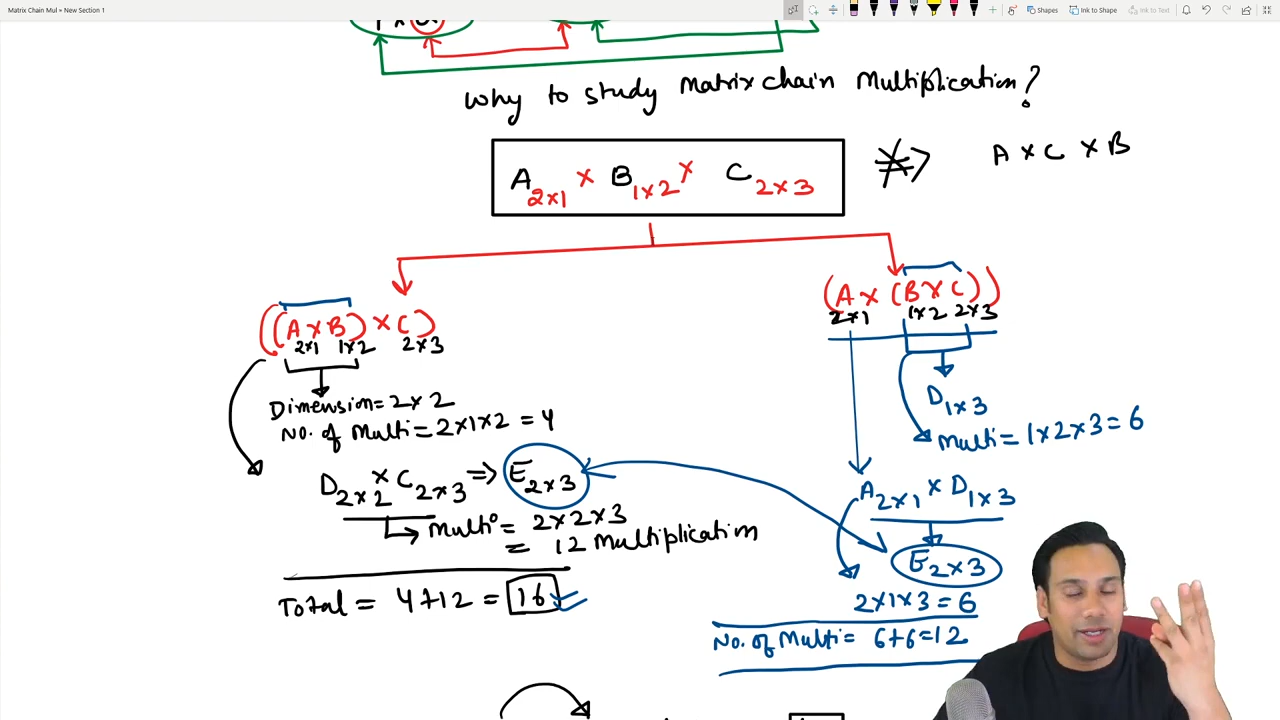 Matrix Chain Mul » New Section 1
Shapes
Ink to Shape
Ink to Text
Why to study Matrix chain Multiplication?
A2x1 x B1x2 x C2x3
=> A x C x B
((A x B) x C)
2x1 1x2 2x3
(A x (B x C))
2x1 1x2 2x3
Dimension = 2x2
No. of Multi = 2x1x2 = 4
D2x2 x C2x3 => E2x3
Multi° = 2x2x3
= 12 Multiplication
Total = 4+12 = 16
D1x3
Multi = 1x2x3 = 6
A2x1 x D1x3
E2x3
2x1x3 = 6
No. of Multi = 6+6=12